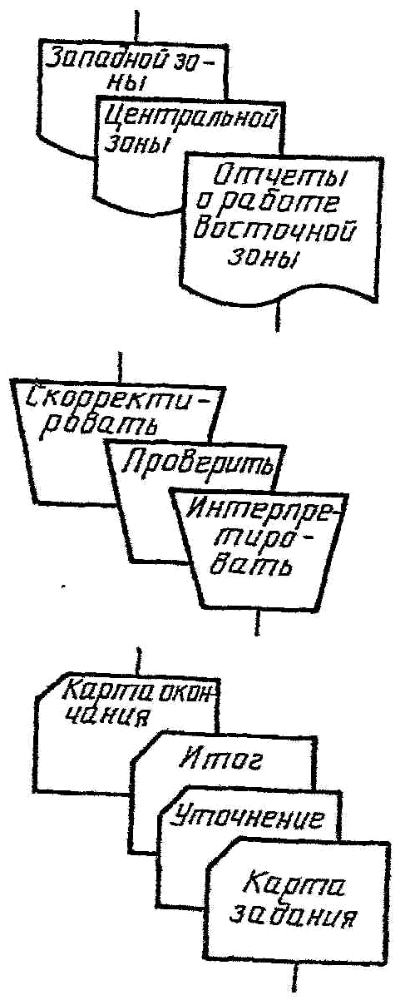 Западной зо-
ны
Центральной
зоны
Отчеты
о работе
Восточной
зоны
Скорректи-
ровать
Проверить
Интерпре-
тиро-
вать
Карта окон-
чания
Итог
Уточнение
Карта
задания